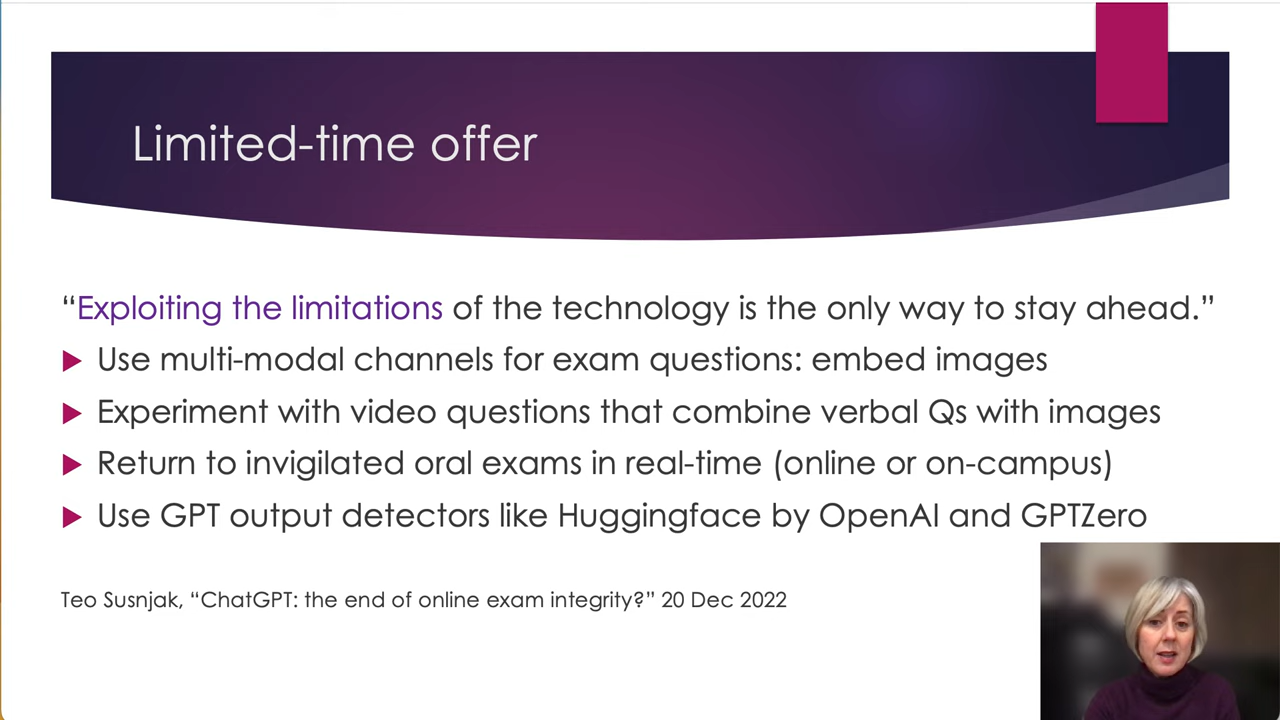 Limited-time offer
“Exploiting the limitations of the technology is the only way to stay ahead.”
Use multi-modal channels for exam questions: embed images
Experiment with video questions that combine verbal Qs with images
Return to invigilated oral exams in real-time (online or on-campus)
Use GPT output detectors like Huggingface by OpenAI and GPTZero
Teo Susnjak, “ChatGPT: the end of online exam integrity?” 20 Dec 2022